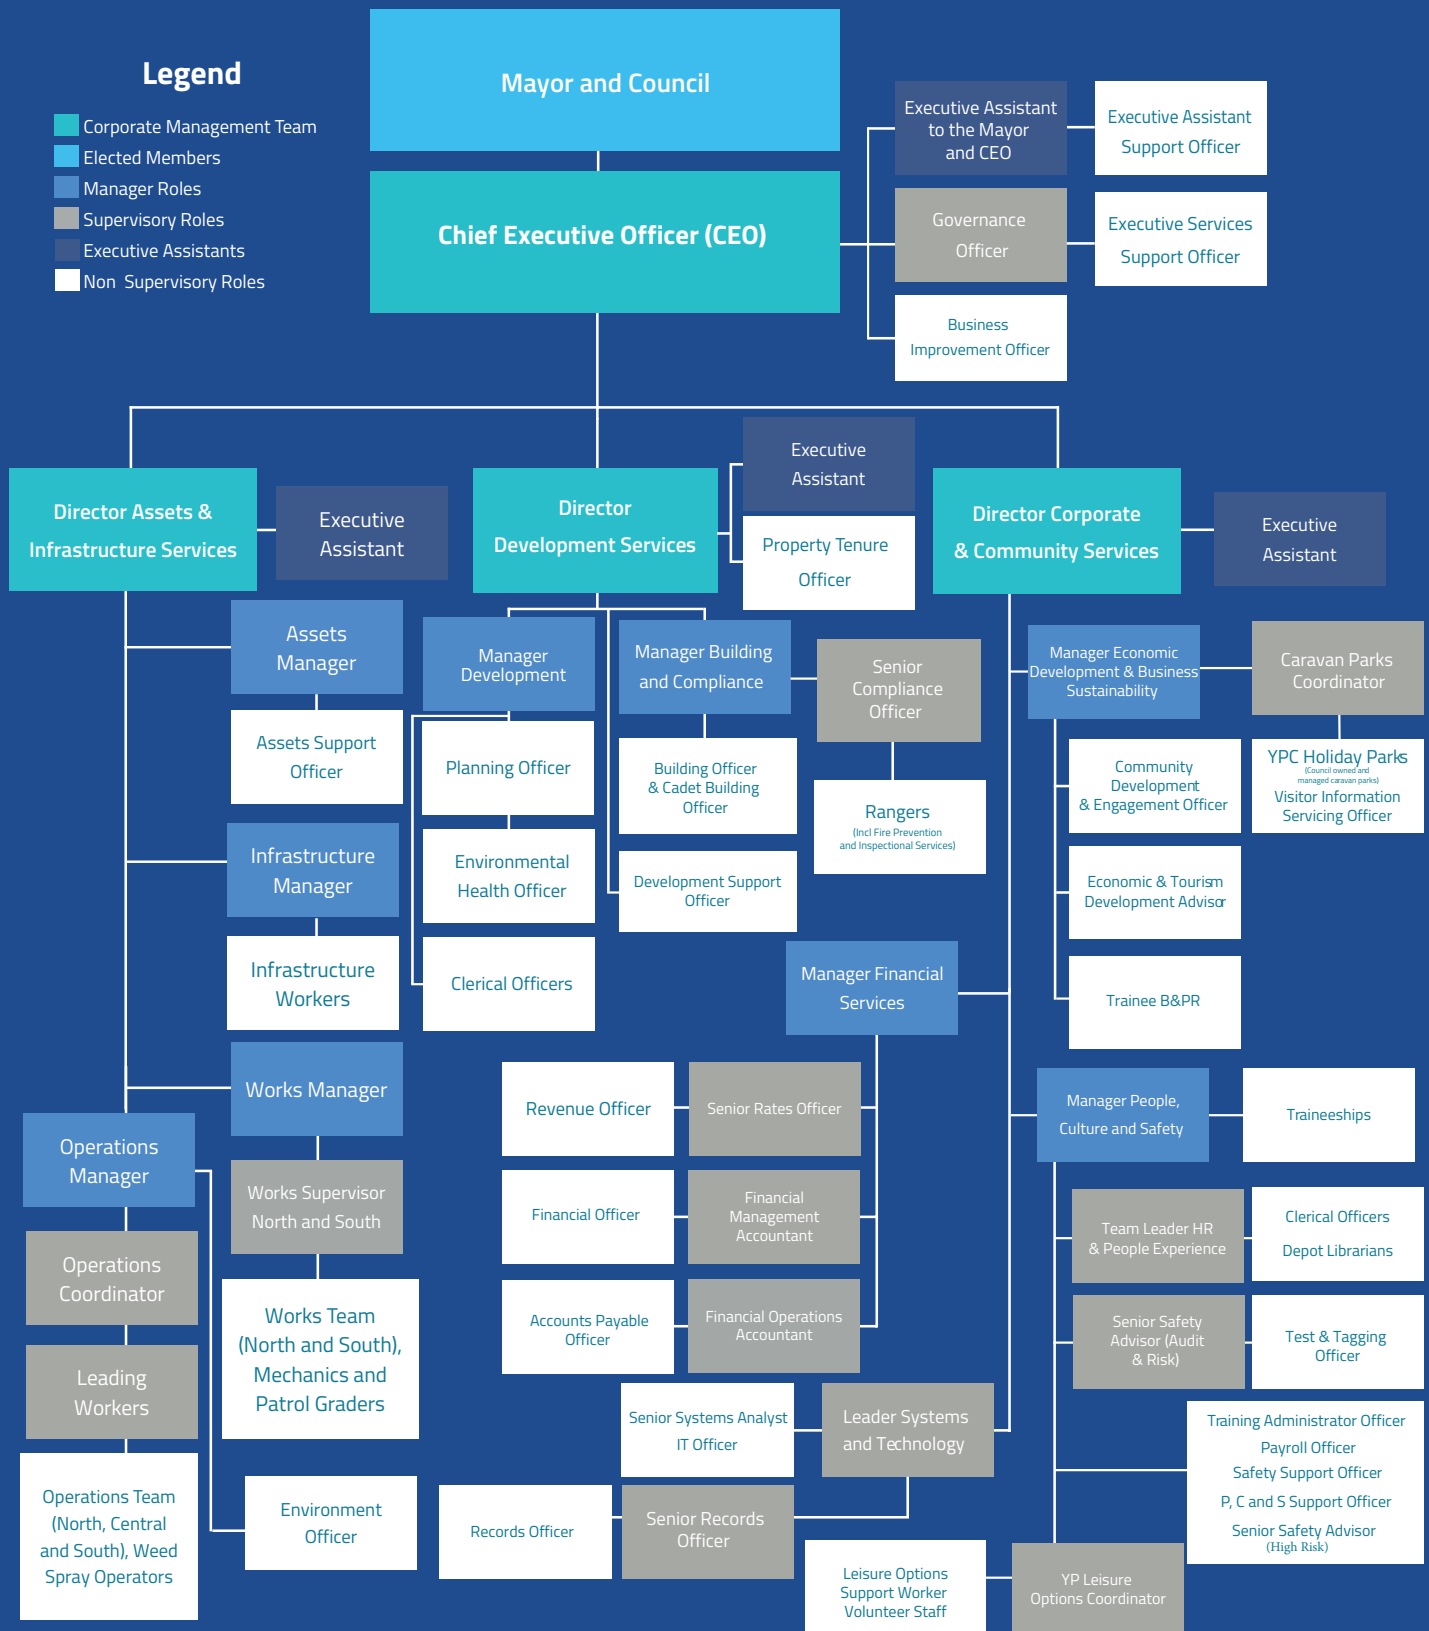 Legend
Corporate Management Team
Elected Members
Manager Roles
Supervisory Roles
Executive Assistants
Non Supervisory Roles
Mayor and Council
Chief Executive Officer (CEO)
Executive Assistant
to the Mayor
and CEO
Executive Assistant
Support Officer
Governance
Officer
Executive Services
Support Officer
Business
Improvement Officer
Director Assets &
Infrastructure Services
Executive
Assistant
Director
Development Services
Executive
Assistant
Property Tenure
Officer
Director Corporate
& Community Services
Executive
Assistant
Assets
Manager
Assets Support
Officer
Infrastructure
Manager
Infrastructure
Workers
Works Manager
Works Supervisor
North and South
Works Team
(North and South),
Mechanics and
Patrol Graders
Operations
Manager
Operations
Coordinator
Leading
Workers
Operations Team
(North, Central
and South), Weed
Spray Operators
Environment
Officer
Manager
Development
Planning Officer
Environmental
Health Officer
Clerical Officers
Manager Building
and Compliance
Building Officer
& Cadet Building
Officer
Development Support
Officer
Senior
Compliance
Officer
Rangers
(Incl Fire Prevention
and Inspectional Services)
Manager Economic
Development & Business
Sustainability
Caravan Parks
Coordinator
YPC Holiday Parks
(Council owned and
managed caravan parks)
Visitor Information
Servicing Officer
Community
Development
& Engagement Officer
Economic & Tourism
Development Advisor
Trainee B&PR
Manager Financial
Services
Revenue Officer
Senior Rates Officer
Financial Officer
Financial
Management
Accountant
Accounts Payable
Officer
Financial Operations
Accountant
Senior Systems Analyst
IT Officer
Leader Systems
and Technology
Records Officer
Senior Records
Officer
Manager People,
Culture and Safety
Traineeships
Team Leader HR
& People Experience
Clerical Officers
Depot Librarians
Senior Safety
Advisor (Audit
& Risk)
Test & Tagging
Officer
Training Administrator Officer
Payroll Officer
Safety Support Officer
P, C and S Support Officer
Senior Safety Advisor
(High Risk)
Leisure Options
Support Worker
Volunteer Staff
YP Leisure
Options Coordinator